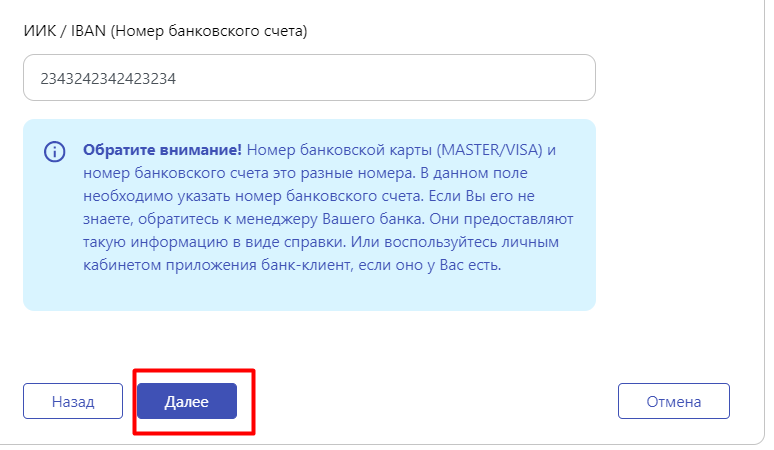 ИИК / IBAN (Номер банковского счета)
2343242342423234
Обратите внимание! Номер банковской карты (MASTER/VISA) и
номер банковского счета это разные номера. В данном поле
необходимо указать номер банковского счета. Если Вы его не
знаете, обратитесь к менеджеру Вашего банка. Они предоставляют
такую информацию в виде справки. Или воспользуйтесь личным
кабинетом приложения банк-клиент, если оно у Вас есть.
Назад
Далее
Отмена